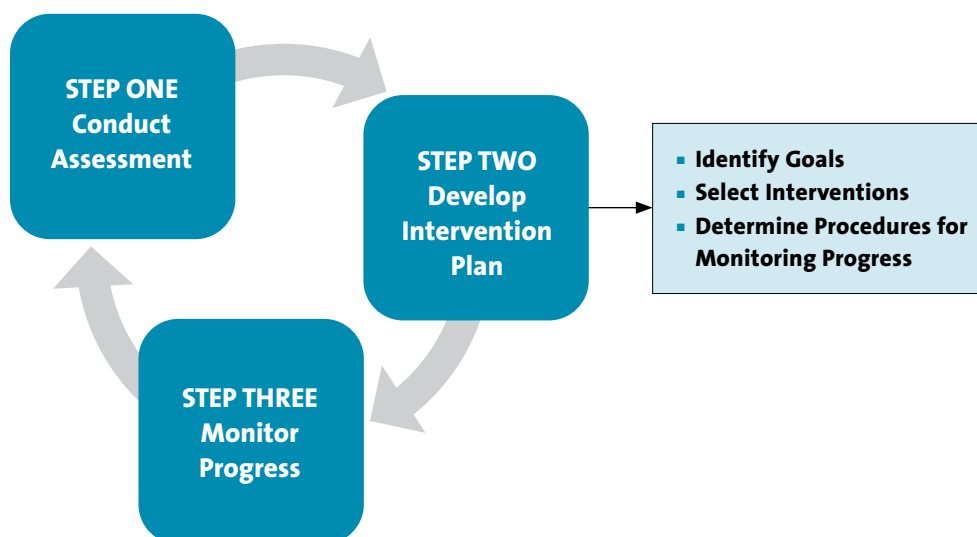 STEP ONE
Conduct
Assessment
STEP TWO
Develop
Intervention
Plan
▪ Identify Goals
▪ Select Interventions
▪ Determine Procedures for
Monitoring Progress
STEP THREE
Monitor
Progress